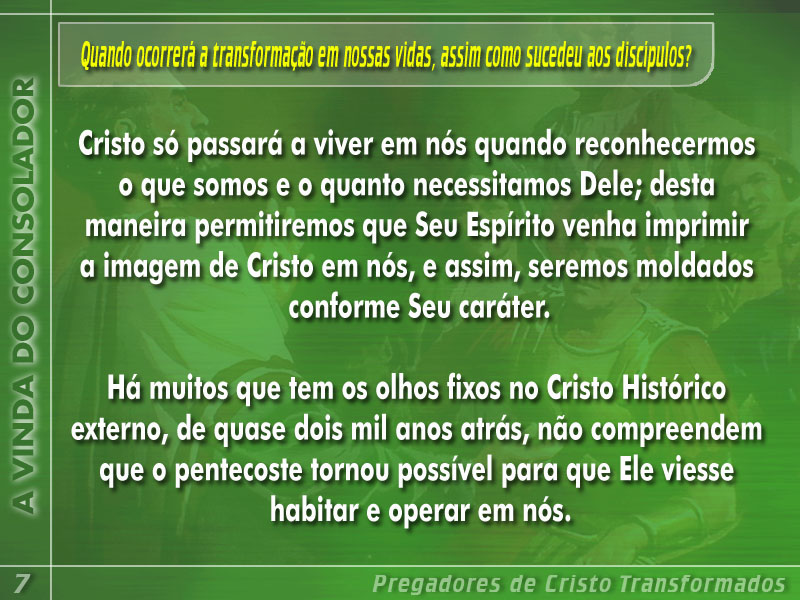 Quando ocorrerá a transformação em nossas vidas, assim como sucedeu aos discípulos?
A VINDA DO CONSOLADOR
Cristo só passará a viver em nós quando reconhecermos
o que somos e o quanto necessitamos Dele; desta
maneira permitiremos que Seu Espírito venha imprimir
a imagem de Cristo em nós, e assim, seremos moldados
conforme Seu caráter.
Há muitos que tem os olhos fixos no Cristo Histórico
externo, de quase dois mil anos atrás, não compreendem
que o pentecoste tornou possível para que Ele viesse
habitar e operar em nós.
7
Pregadores de Cristo Transformados